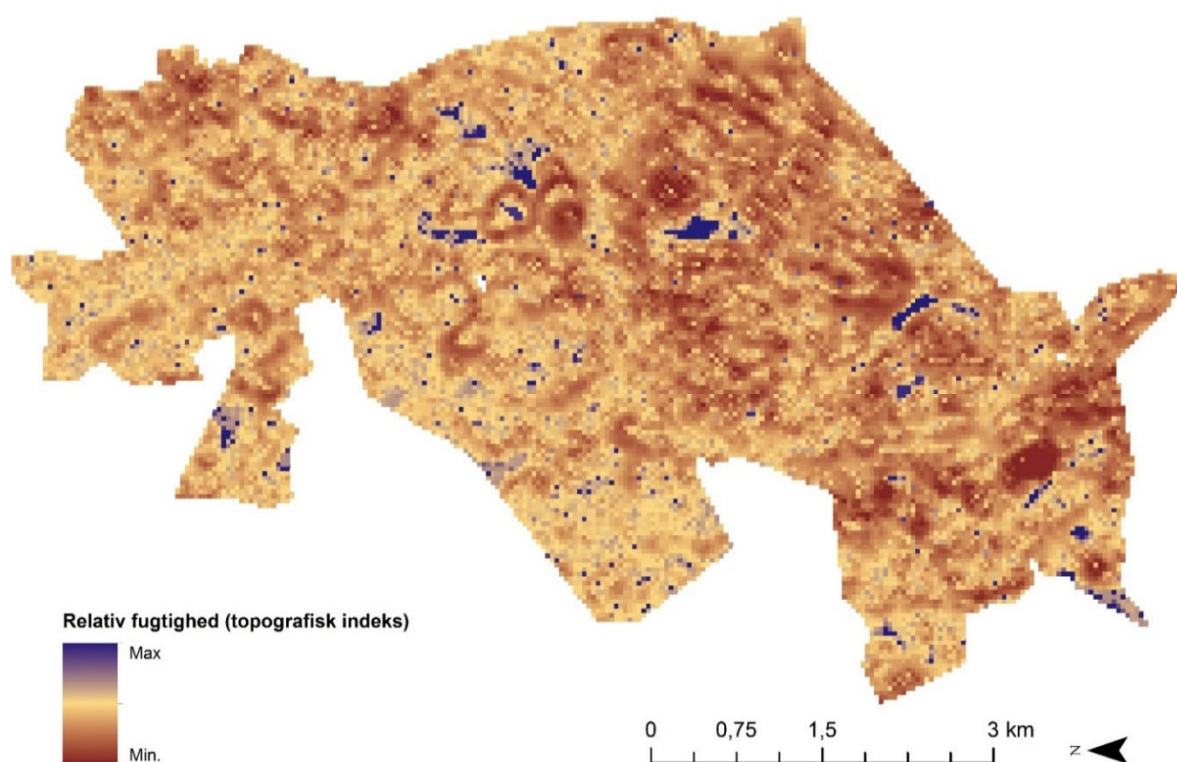 Relativ fugtighed (topografisk indeks)
Max
Min.
0 0,75 1,5 3 km
N